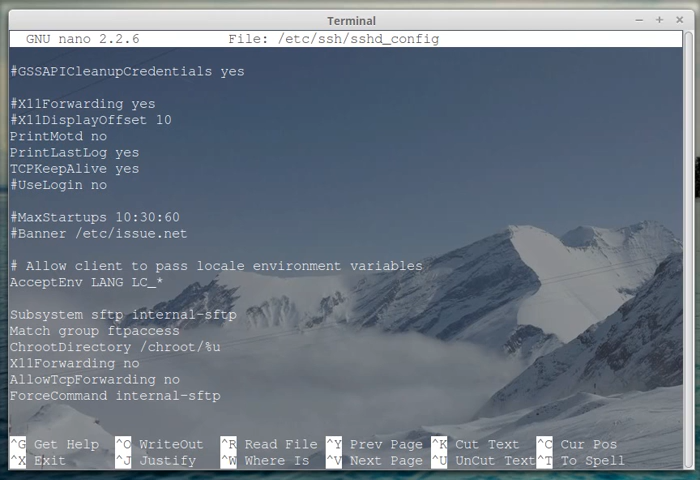 Terminal
GNU nano 2.2.6 File: /etc/ssh/sshd_config
#GSSAPICleanupCredentials yes
#X11Forwarding yes
#X11DisplayOffset 10
PrintMotd no
PrintLastLog yes
TCPKeepAlive yes
#UseLogin no
#MaxStartups 10:30:60
#Banner /etc/issue.net
# Allow client to pass locale environment variables
AcceptEnv LANG LC_*
Subsystem sftp internal-sftp
Match group ftpaccess
ChrootDirectory /chroot/%u
X11Forwarding no
AllowTcpForwarding no
ForceCommand internal-sftp
^G Get Help ^O WriteOut ^R Read File ^Y Prev Page ^K Cut Text ^C Cur Pos
^X Exit ^J Justify ^W Where Is ^V Next Page ^U UnCut Text ^T To Spell